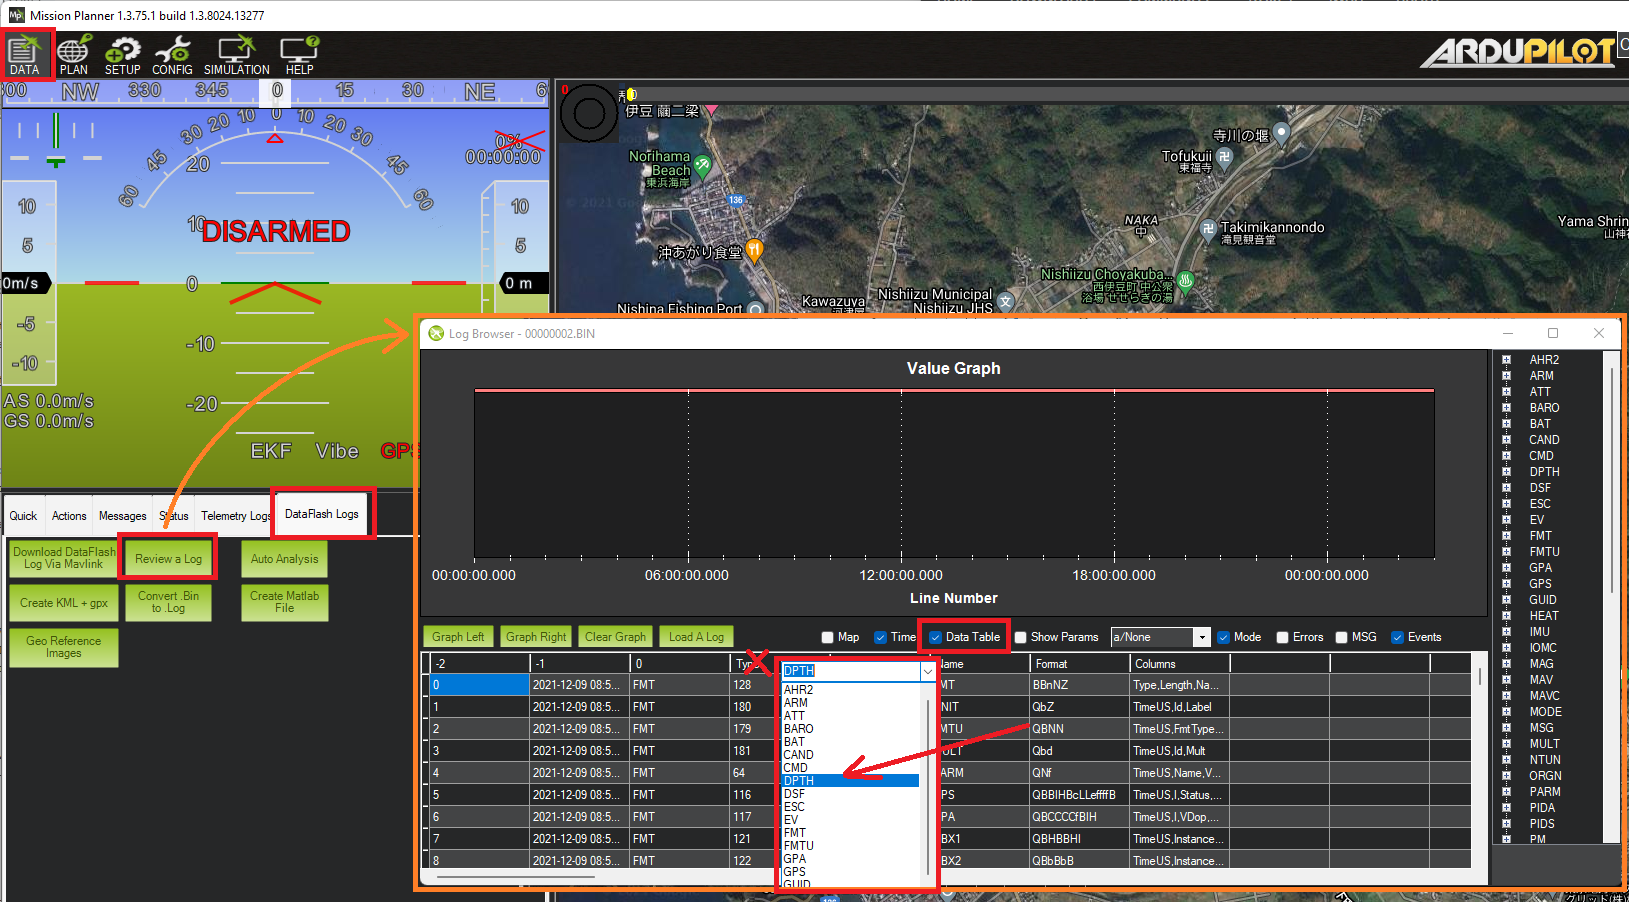 Mission Planner 1.3.75.1 build 1.3.8024.13277
DATA PLAN SETUP CONFIG SIMULATION HELP
ARDUPILOT
NW 330 345 0 15 30 NE
60 45 30 20 10 0 10 20 30 45 60
0%
00:00:00
20
10
DISARMED
0
-10
-20
10
5
0m/s
-5
-10
10
5
0 m
AS 0.0m/s
GS 0.0m/s
EKF Vibe GPS
0
伊豆
Norihama
Beach
東浜海岸
136
沖あがり食堂
Nishina Fishing Port
Kawazuya
河津屋
Nishiizu Municipal
Nishiizu JHS
寺川の堰
Tofukuii
東福寺
NAKA
中
Takimikannondo
滝見観音堂
Nishiizu Choyakuba...
西伊豆町 中公衆
浴場 せせらぎの湯
Yama Shrin
山神
Quick Actions Messages Status Telemetry Logs DataFlash Logs
Download DataFlash
Log Via Mavlink
Review a Log
Auto Analysis
Create KML + gpx
Convert .Bin
to .Log
Create Matlab
File
Geo Reference
Images
Log Browser - 00000002.BIN
Value Graph
00:00:00.000 06:00:00.000 12:00:00.000 18:00:00.000 00:00:00.000
Line Number
Graph Left Graph Right Clear Graph Load A Log Map Time Data Table Show Params a/None Mode Errors MSG Events
-2 -1 0 Typ Name Format Columns
0 2021-12-09 08:5... FMT 128 MT BBnNZ Type,Length,Na...
1 2021-12-09 08:5... FMT 180 NIT QbZ TimeUS,Id,Label
2 2021-12-09 08:5... FMT 179 MTU QBNN TimeUS,FmtType...
3 2021-12-09 08:5... FMT 181 ULT Qbd TimeUS,Id,Mult
4 2021-12-09 08:5... FMT 64 ARM QNf TimeUS,Name,V...
5 2021-12-09 08:5... FMT 116 PS QBBIHBcLLeffffB TimeUS,I,Status,...
6 2021-12-09 08:5... FMT 117 PA QBCCCCfBIH TimeUS,I,VDop,...
7 2021-12-09 08:5... FMT 121 BX1 QBHBBHI TimeUS,Instance...
8 2021-12-09 08:5... FMT 122 BX2 QBbBbB TimeUS,Instance...
DPTH
AHR2
ARM
ATT
BARO
BAT
CAND
CMD
DPTH
DSF
ESC
EV
FMT
FMTU
GPA
GPS
GUID
AHR2
ARM
ATT
BARO
BAT
CAND
CMD
DPTH
DSF
ESC
EV
FMT
FMTU
GPA
GPS
GUID
HEAT
IMU
IOMC
MAG
MAV
MAVC
MODE
MSG
MULT
NTUN
ORGN
PARM
PIDA
PIDS
PM